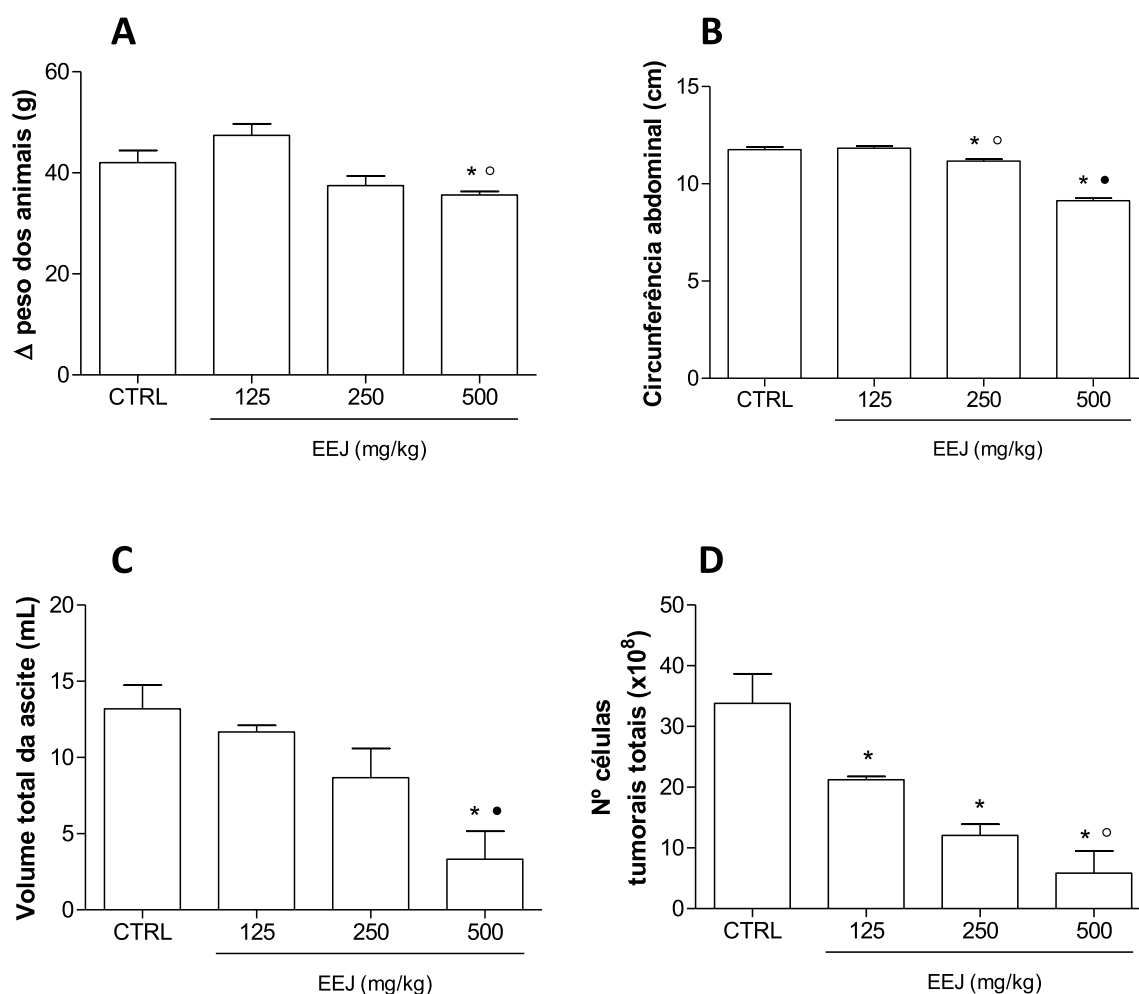 A
Δ peso dos animais (g)
60
40
20
0
* ○
CTRL 125 250 500
EEJ (mg/kg)
B
Circunferência abdominal (cm)
15
10
5
0
* ○
* ●
CTRL 125 250 500
EEJ (mg/kg)
C
Volume total da ascite (mL)
20
15
10
5
0
* ●
CTRL 125 250 500
EEJ (mg/kg)
D
Nº células
tumorais totais (x10⁸)
50
40
30
20
10
0
*
*
* ○
CTRL 125 250 500
EEJ (mg/kg)